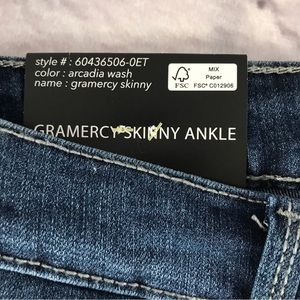 style # : 60436506-0ET
color : arcadia wash
name : gramercy skinny
FSC
MIX
Paper
FSC® C012906
GRAMERCY SKINNY ANKLE